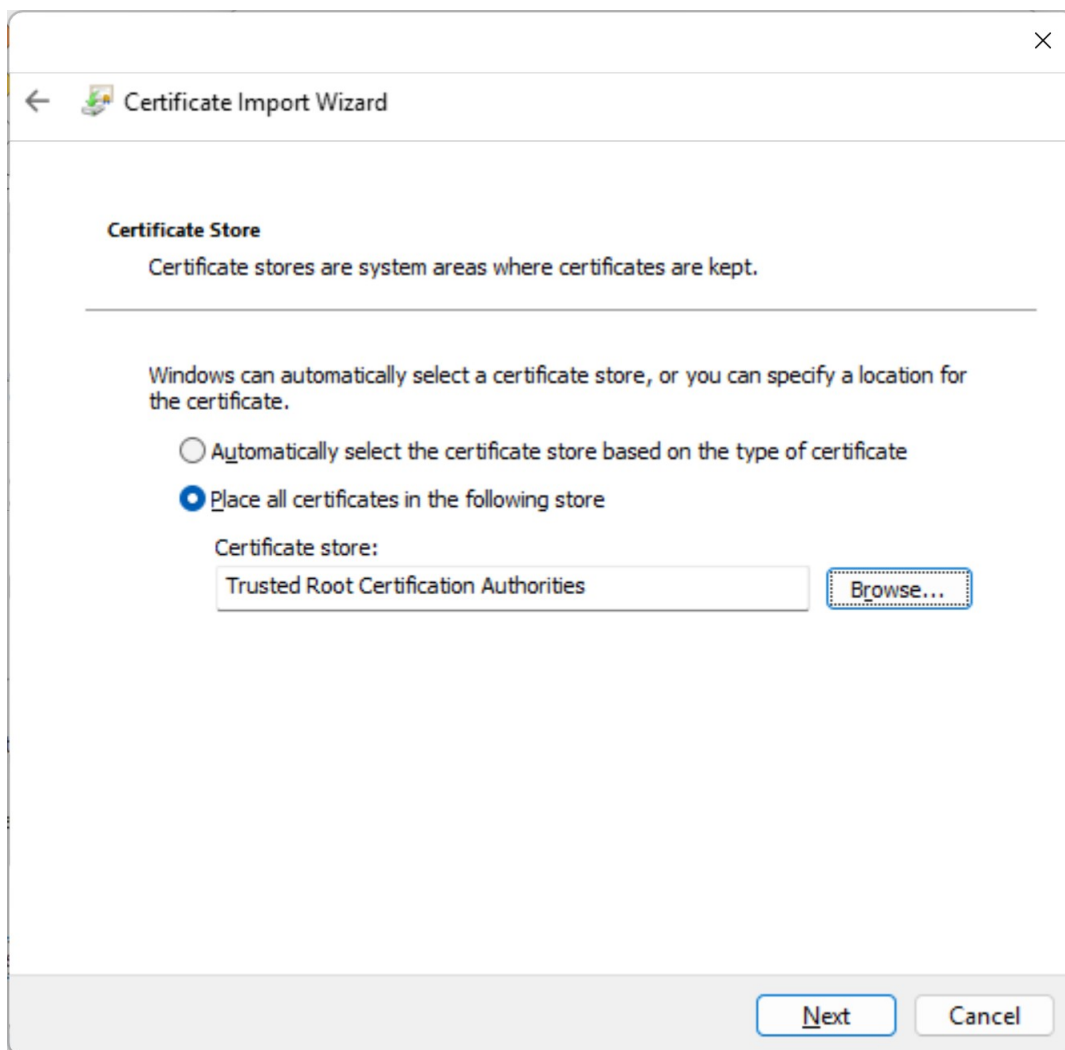 Certificate Import Wizard
Certificate Store
Certificate stores are system areas where certificates are kept.
Windows can automatically select a certificate store, or you can specify a location for
the certificate.
Automatically select the certificate store based on the type of certificate
Place all certificates in the following store
Certificate store:
Trusted Root Certification Authorities
Browse...
Next
Cancel